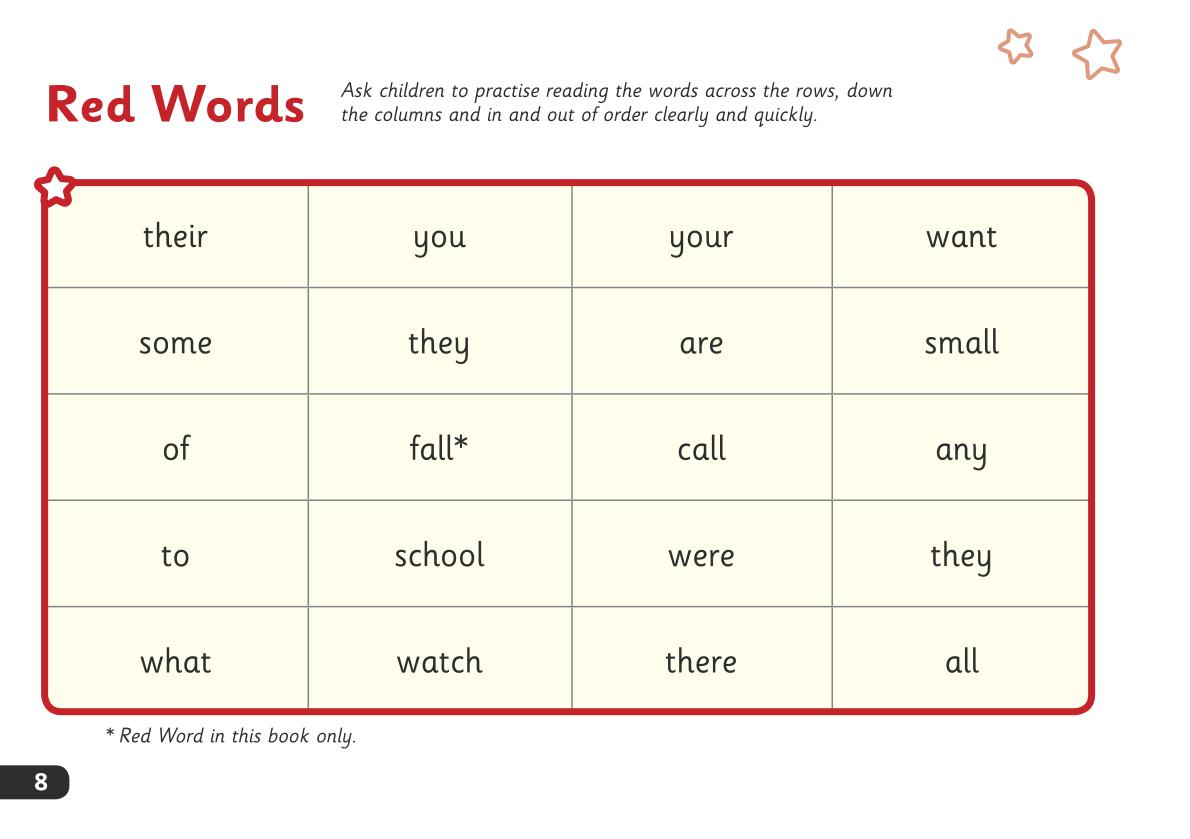 Red Words
Ask children to practise reading the words across the rows, down
the columns and in and out of order clearly and quickly.
their you your want
some they are small
of fall* call any
to school were they
what watch there all
* Red Word in this book only.
8